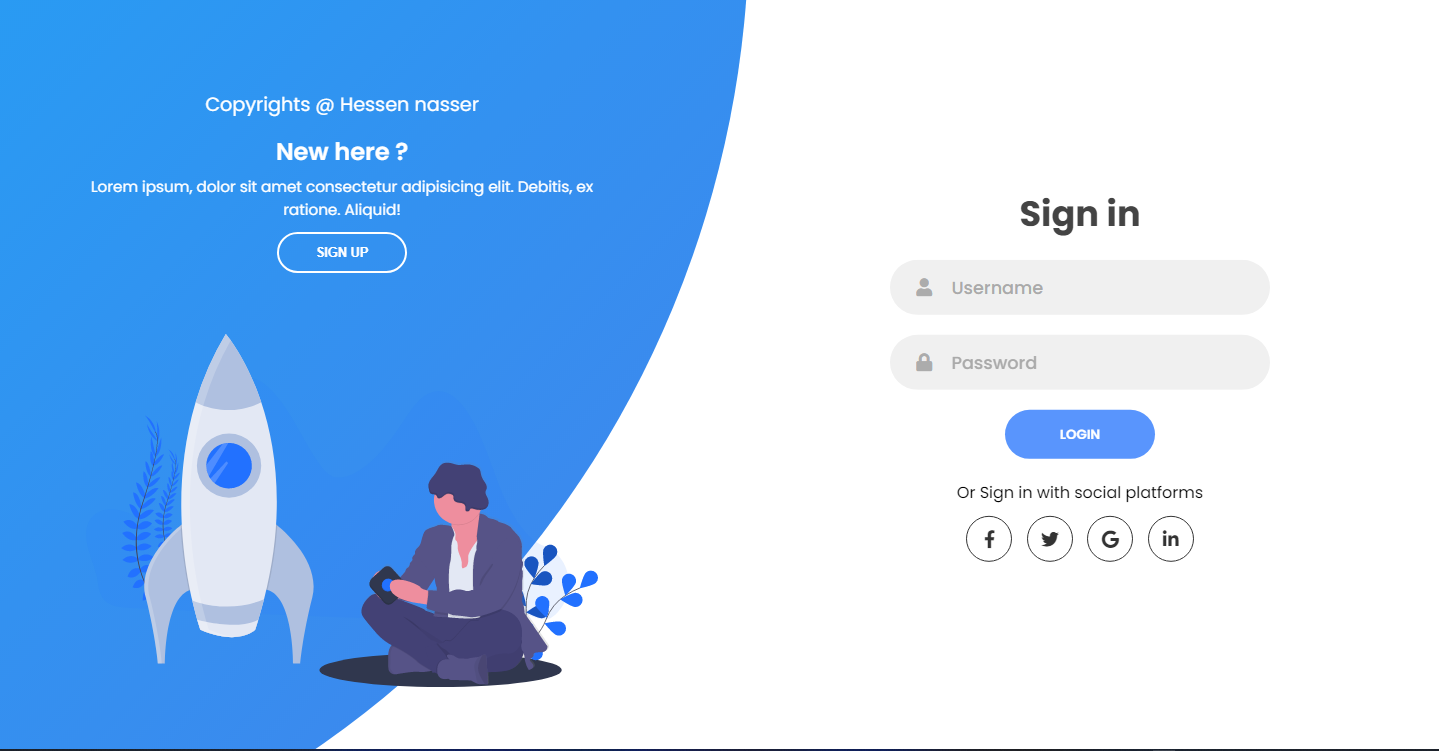 Copyrights @ Hessen nasser
New here ?
Lorem ipsum, dolor sit amet consectetur adipisicing elit. Debitis, ex
ratione. Aliquid!
SIGN UP
Sign in
Username
Password
LOGIN
Or Sign in with social platforms